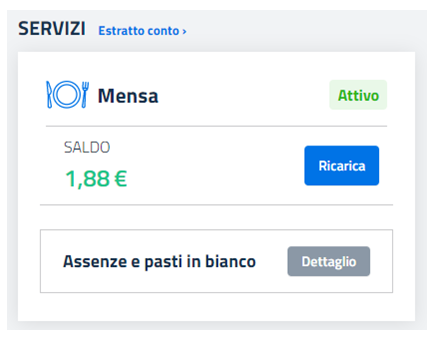 SERVIZI Estratto conto ›
Mensa Attivo
SALDO
1,88 € Ricarica
Assenze e pasti in bianco Dettaglio